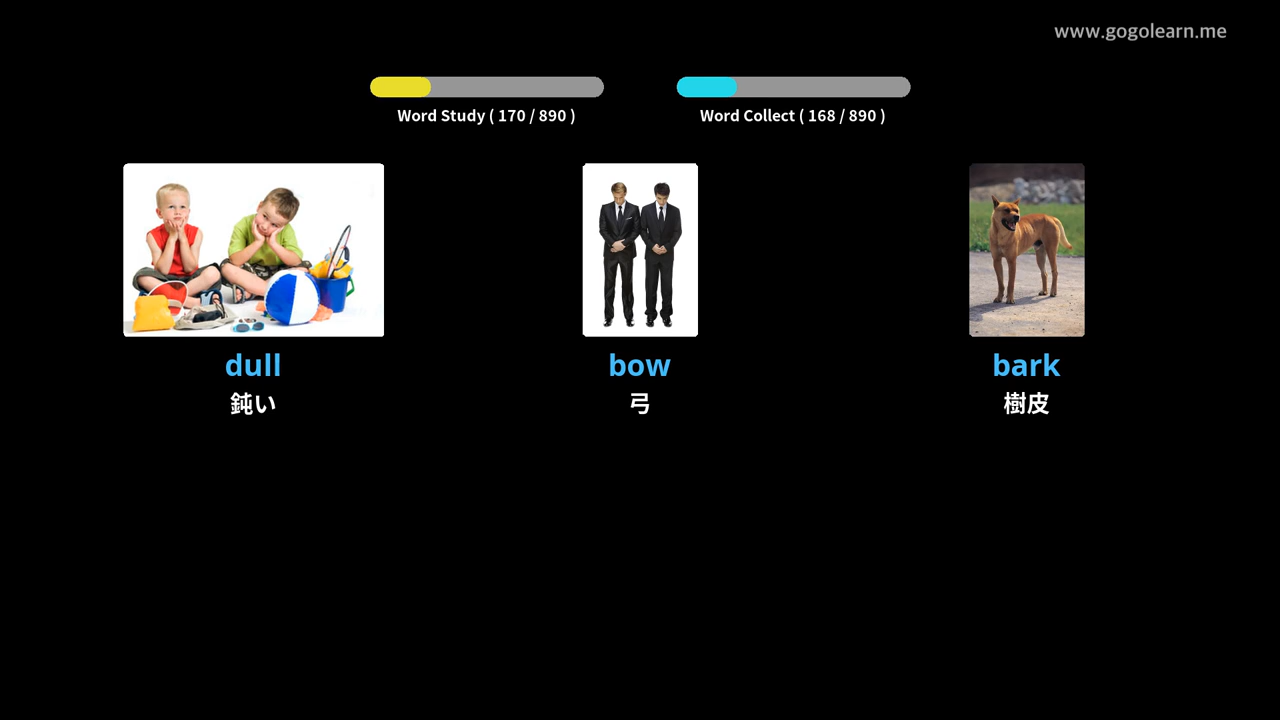 www.gogolearn.me
Word Study ( 170 / 890 )
Word Collect ( 168 / 890 )
dull
鈍い
bow
弓
bark
樹皮